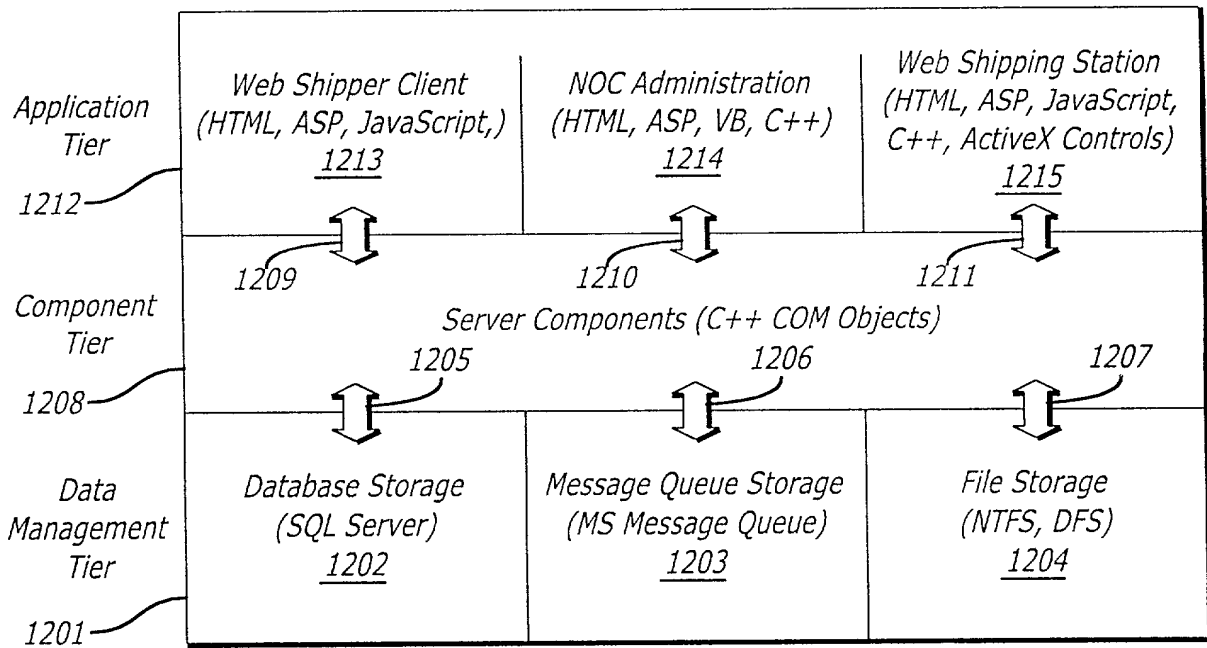 Application
Tier
1212
Web Shipper Client
(HTML, ASP, JavaScript,)
1213
NOC Administration
(HTML, ASP, VB, C++)
1214
Web Shipping Station
(HTML, ASP, JavaScript,
C++, ActiveX Controls)
1215
1209
1210
1211
Component
Tier
1208
Server Components (C++ COM Objects)
1205
1206
1207
Data
Management
Tier
1201
Database Storage
(SQL Server)
1202
Message Queue Storage
(MS Message Queue)
1203
File Storage
(NTFS, DFS)
1204